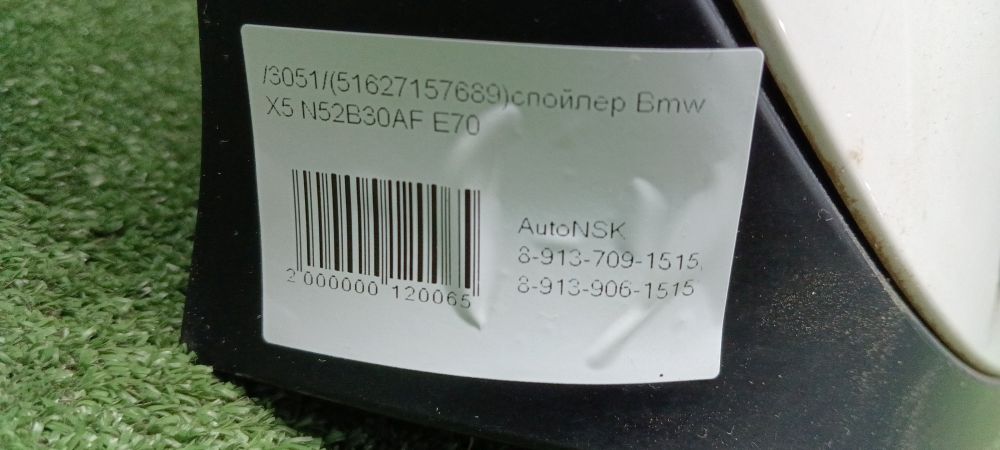 /3051/(51627157689)спойлер Bmw
X5 N52B30AF E70
AutoNSK
8-913-709-1515,
8-913-906-1515
2 000000 120065